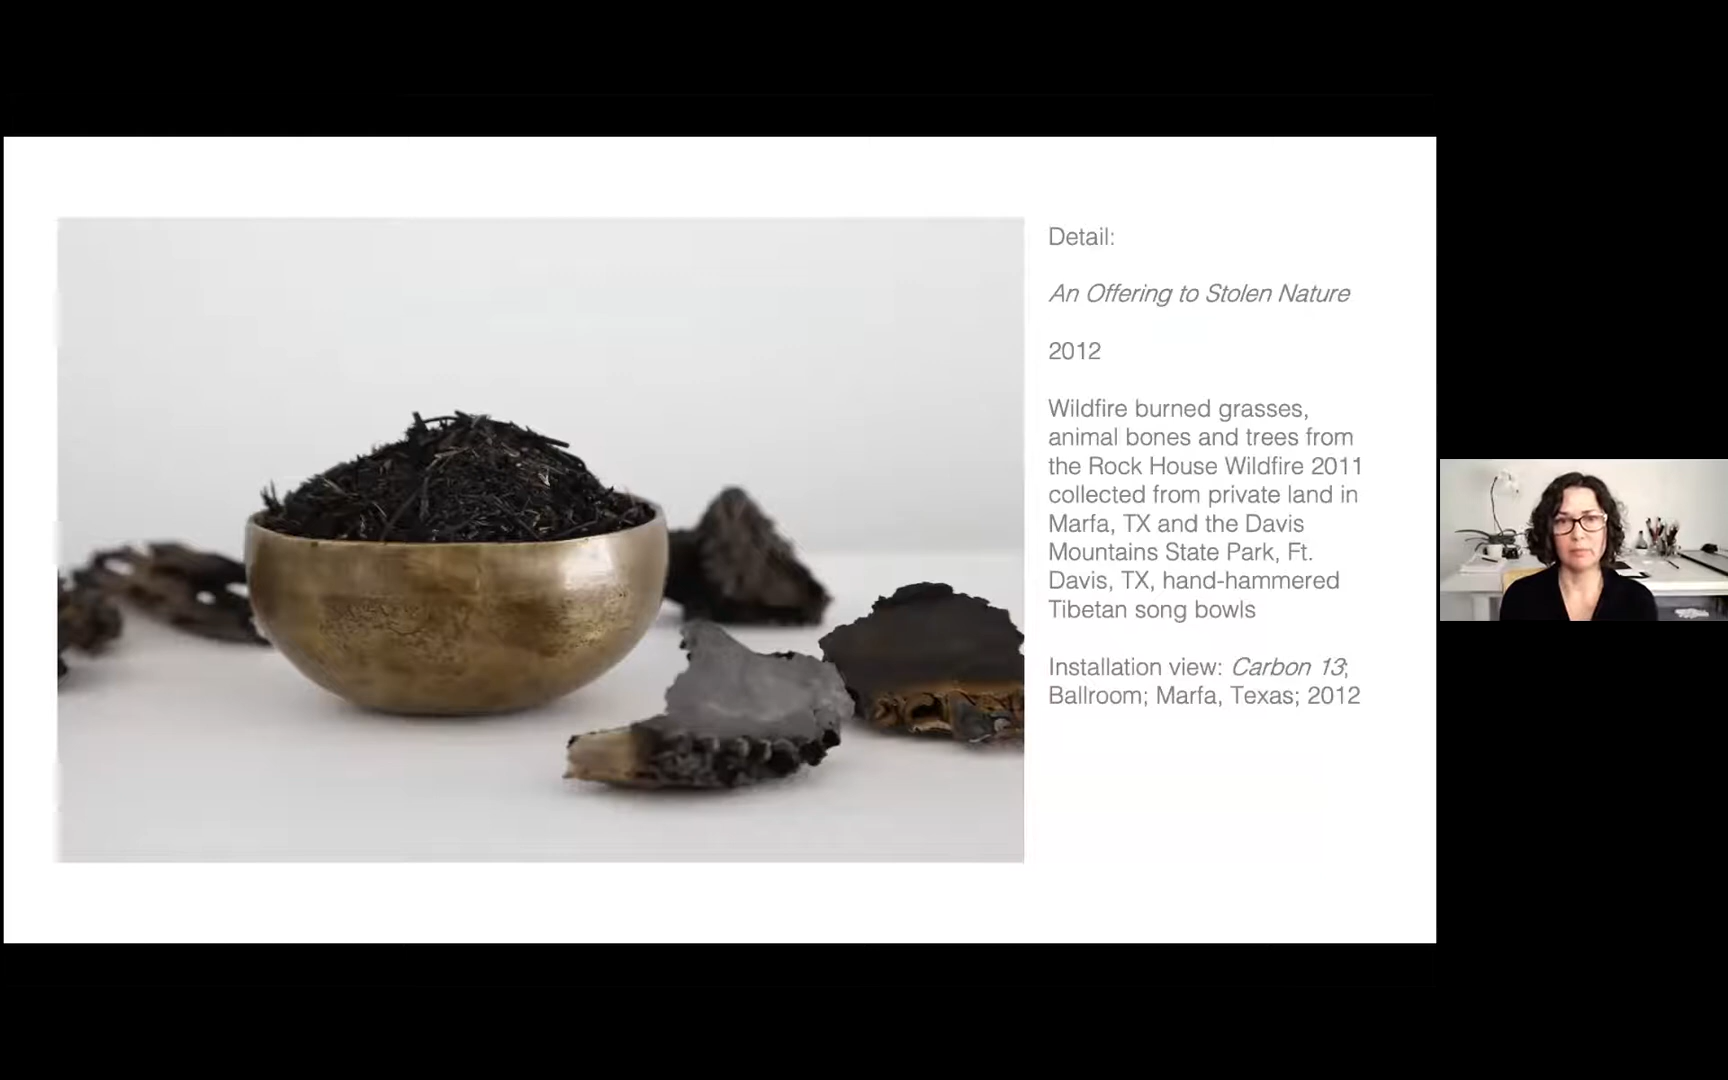 Detail:
An Offering to Stolen Nature
2012
Wildfire burned grasses,
animal bones and trees from
the Rock House Wildfire 2011
collected from private land in
Marfa, TX and the Davis
Mountains State Park, Ft.
Davis, TX, hand-hammered
Tibetan song bowls
Installation view: Carbon 13;
Ballroom; Marfa, Texas; 2012